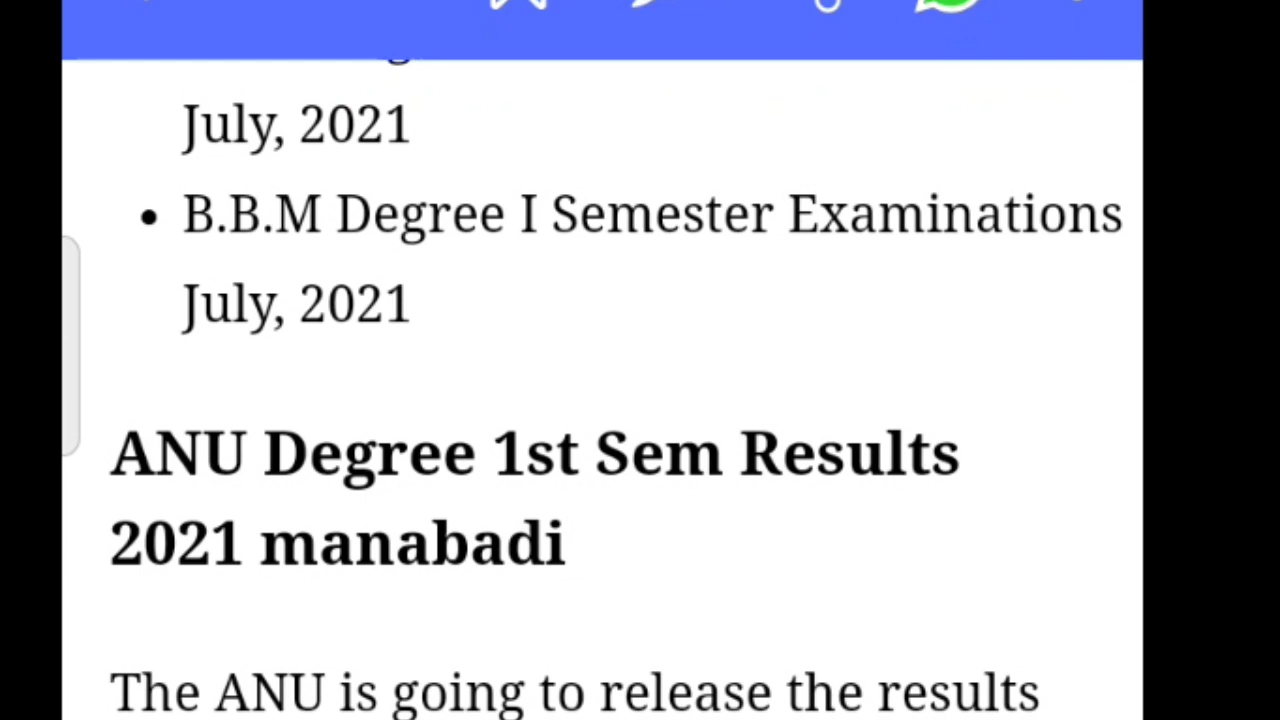 July, 2021
• B.B.M Degree I Semester Examinations
July, 2021
ANU Degree 1st Sem Results
2021 manabadi
The ANU is going to release the results